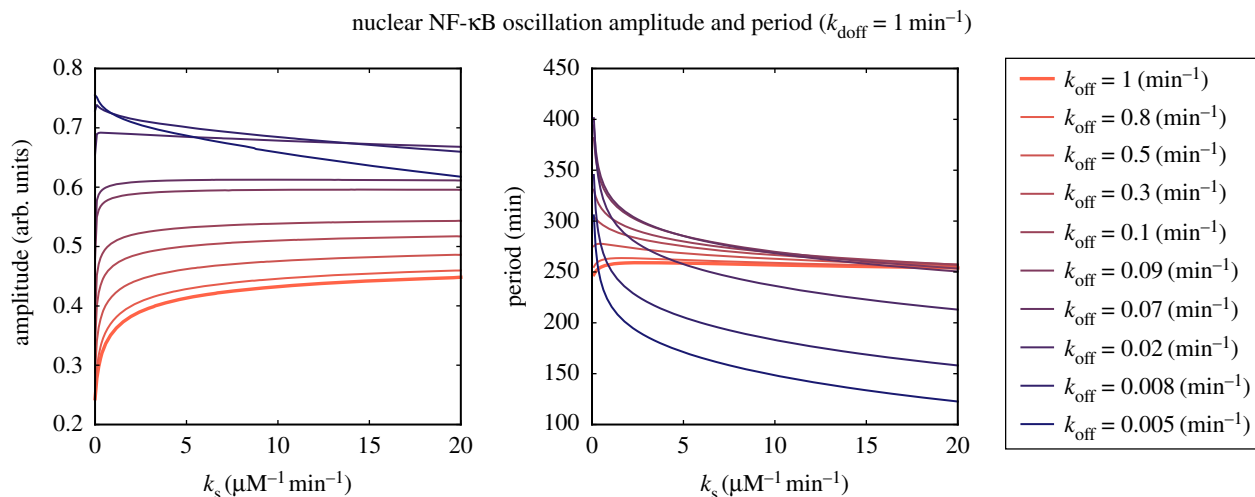 nuclear NF-κB oscillation amplitude and period (k_doff = 1 min⁻¹)
amplitude (arb. units)
0.8
0.7
0.6
0.5
0.4
0.3
0.2
0 5 10 15 20
k_s (μM⁻¹ min⁻¹)
period (min)
450
400
350
300
250
200
150
100
0 5 10 15 20
k_s (μM⁻¹ min⁻¹)
k_off = 1 (min⁻¹)
k_off = 0.8 (min⁻¹)
k_off = 0.5 (min⁻¹)
k_off = 0.3 (min⁻¹)
k_off = 0.1 (min⁻¹)
k_off = 0.09 (min⁻¹)
k_off = 0.07 (min⁻¹)
k_off = 0.02 (min⁻¹)
k_off = 0.008 (min⁻¹)
k_off = 0.005 (min⁻¹)